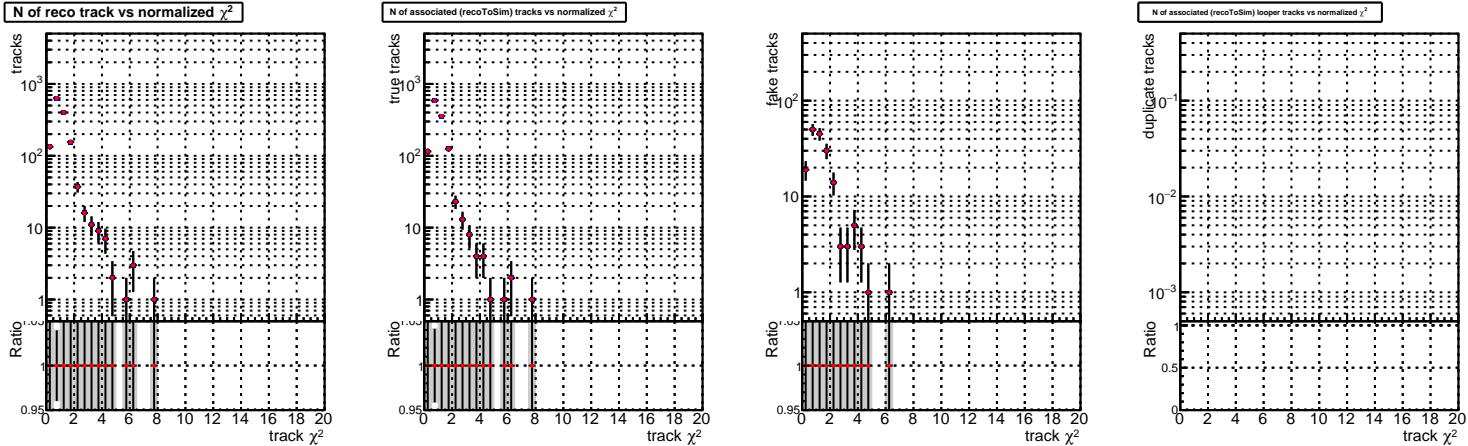 N of reco track vs normalized χ²
tracks
10³
10²
10
1
Ratio
1.05
1
0.95
0 2 4 6 8 10 12 14 16 18 20
track χ²
N of associated (recoToSim) tracks vs normalized χ²
true tracks
10³
10²
10
1
Ratio
1.05
1
0.95
0 2 4 6 8 10 12 14 16 18 20
track χ²
fake tracks
10²
10
1
Ratio
1.05
1
0.95
0 2 4 6 8 10 12 14 16 18 20
track χ²
N of associated (recoToSim) looper tracks vs normalized χ²
duplicate tracks
10⁻¹
10⁻²
10⁻³
Ratio
1
0.5
0
0 2 4 6 8 10 12 14 16 18 20
track χ²